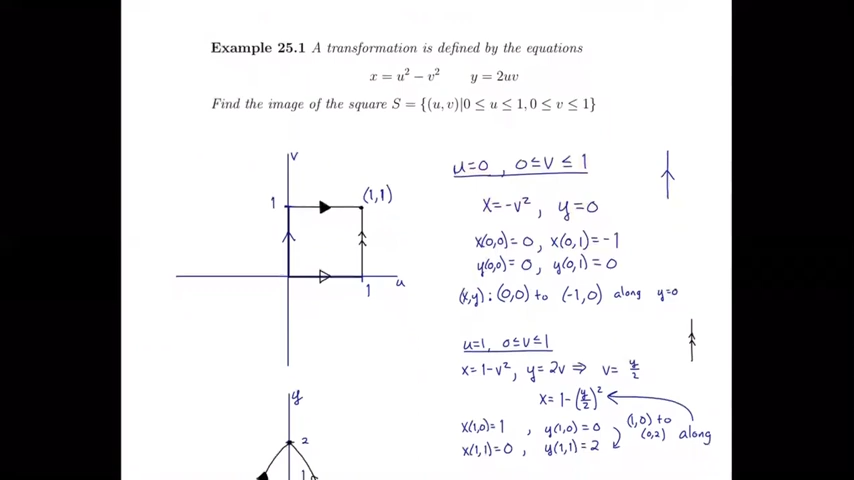 Example 25.1 A transformation is defined by the equations
x = u² − v² y = 2uv
Find the image of the square S = {(u, v)|0 ≤ u ≤ 1, 0 ≤ v ≤ 1}
v
1
(1,1)
1
u
y
2
1
u=0 , 0≤v≤1
x=-v² , y=0
x(0,0)=0 , x(0,1)=-1
y(0,0)=0 , y(0,1)=0
(x,y) : (0,0) to (-1,0) along y=0
u=1, 0≤v≤1
x=1-v² , y=2v ⇒ v= y/2
x=1-(y/2)²
x(1,0)=1 , y(1,0)=0
x(1,1)=0 , y(1,1)=2
(1,0) to
(0,2) along